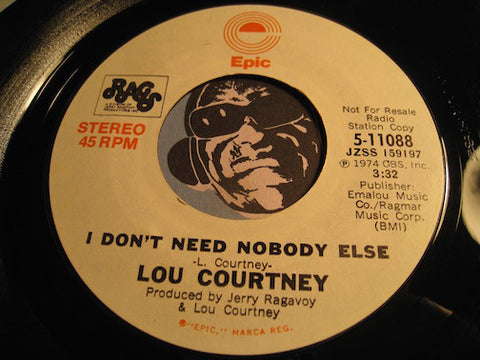 Epic
RAGS
STEREO
45 RPM
Not For Resale
Radio
Station Copy
5-11088
JZSS 159197
Ⓟ 1974 CBS, Inc.
3:32
Publisher:
Emalou Music
Co./Ragmar
Music Corp.
(BMI)
I DON'T NEED NOBODY ELSE
-L. Courtney-
LOU COURTNEY
Produced by Jerry Ragavoy
& Lou Courtney
®"EPIC," MARCA REG.